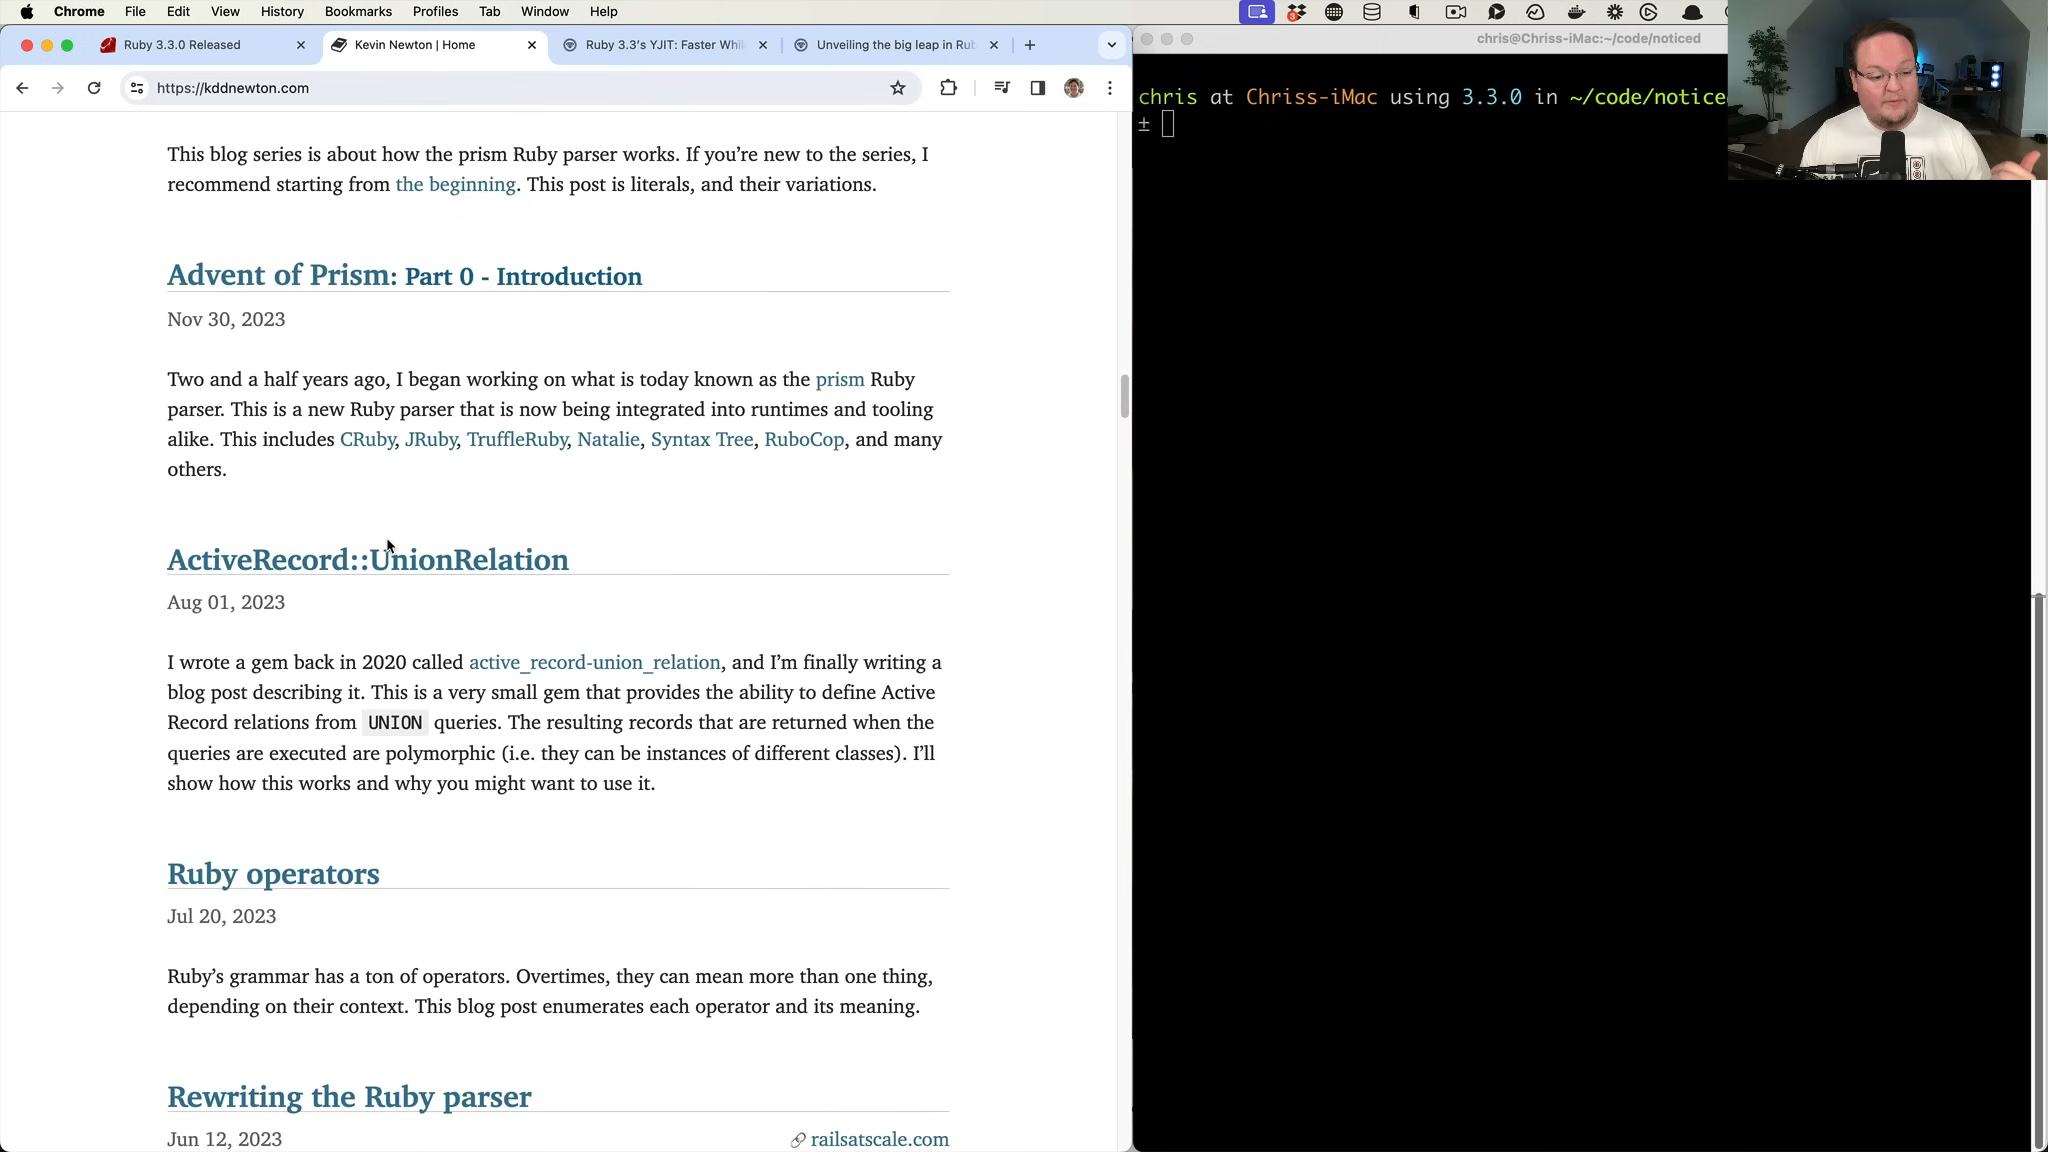 Chrome File Edit View History Bookmarks Profiles Tab Window Help
Ruby 3.3.0 Released
Kevin Newton | Home
Ruby 3.3's YJIT: Faster Whi
Unveiling the big leap in Ru
https://kddnewton.com
This blog series is about how the prism Ruby parser works. If you're new to the series, I
recommend starting from the beginning. This post is literals, and their variations.
Advent of Prism: Part 0 - Introduction
Nov 30, 2023
Two and a half years ago, I began working on what is today known as the prism Ruby
parser. This is a new Ruby parser that is now being integrated into runtimes and tooling
alike. This includes CRuby, JRuby, TruffleRuby, Natalie, Syntax Tree, RuboCop, and many
others.
ActiveRecord::UnionRelation
Aug 01, 2023
I wrote a gem back in 2020 called active_record-union_relation, and I'm finally writing a
blog post describing it. This is a very small gem that provides the ability to define Active
Record relations from UNION queries. The resulting records that are returned when the
queries are executed are polymorphic (i.e. they can be instances of different classes). I'll
show how this works and why you might want to use it.
Ruby operators
Jul 20, 2023
Ruby's grammar has a ton of operators. Overtimes, they can mean more than one thing,
depending on their context. This blog post enumerates each operator and its meaning.
Rewriting the Ruby parser
Jun 12, 2023
railsatscale.com
chris@Chriss-iMac:~/code/noticed
chris at Chriss-iMac using 3.3.0 in ~/code/notice
±